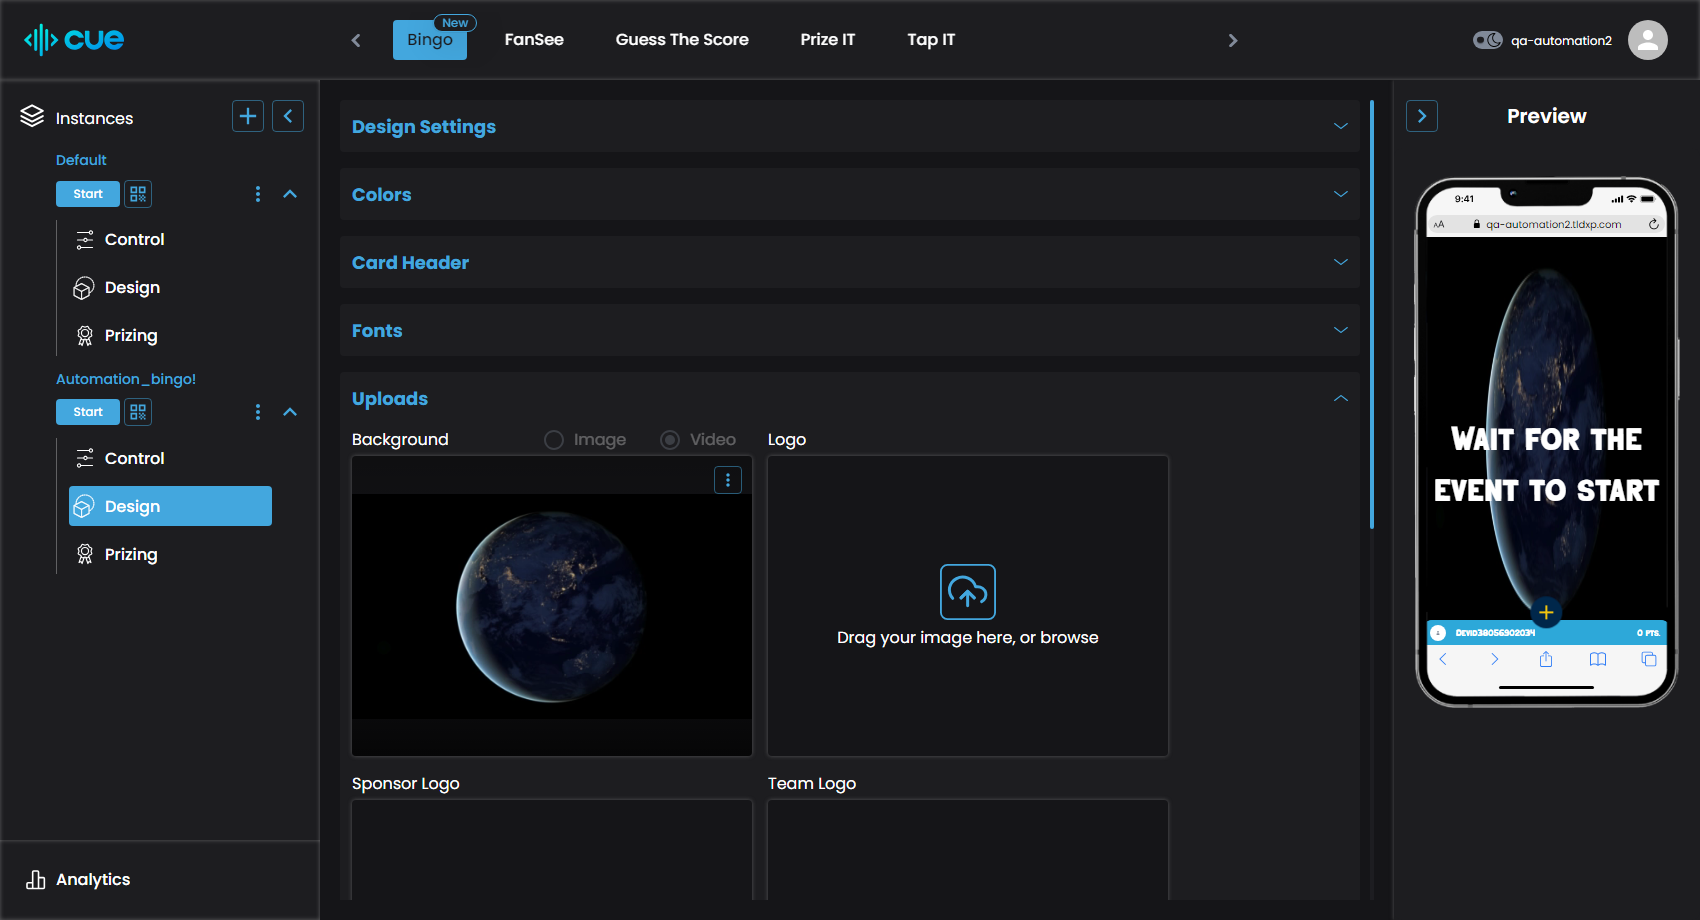 cue
New
Bingo
FanSee
Guess The Score
Prize IT
Tap IT
qa-automation2
Instances
Default
Start
Control
Design
Prizing
Automation_bingo!
Start
Control
Design
Prizing
Analytics
Design Settings
Colors
Card Header
Fonts
Uploads
Background
Image
Video
Logo
Drag your image here, or browse
Sponsor Logo
Team Logo
Preview
9:41
AA
qa-automation2.tldxp.com
WAIT FOR THE
EVENT TO START
DEVID38056902034
0 PTS.